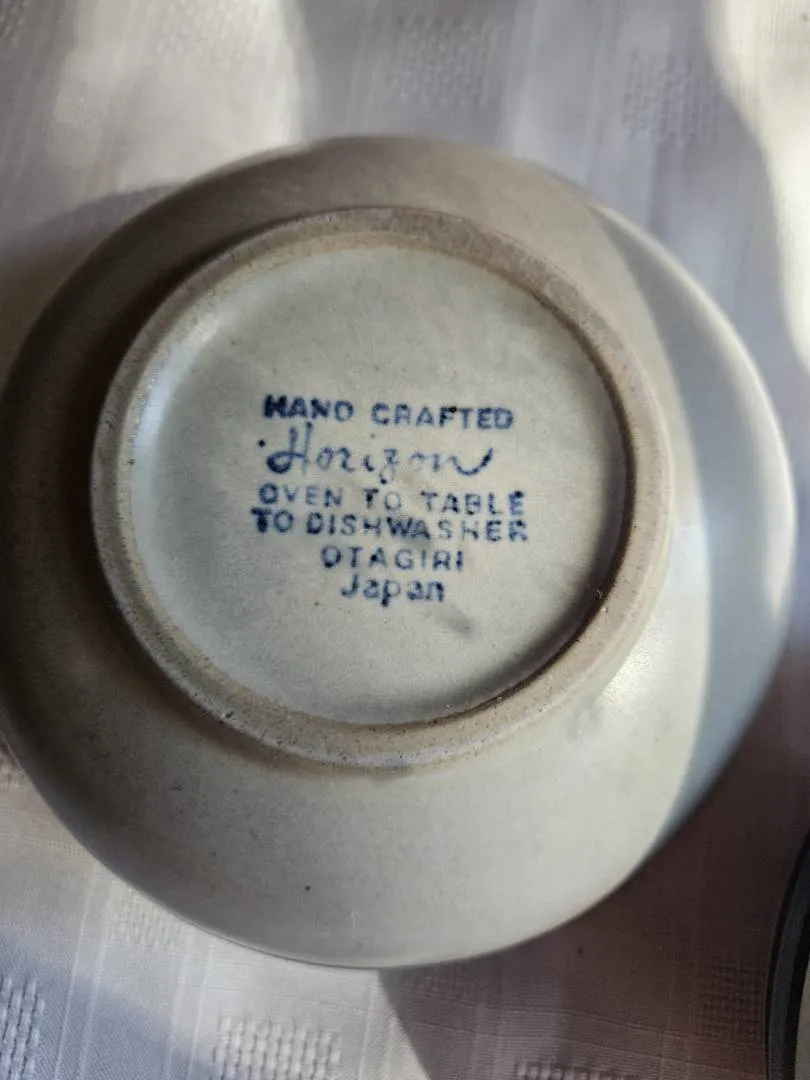 HAND CRAFTED
Horizon
OVEN TO TABLE
TO DISHWASHER
OTAGIRI
Japan